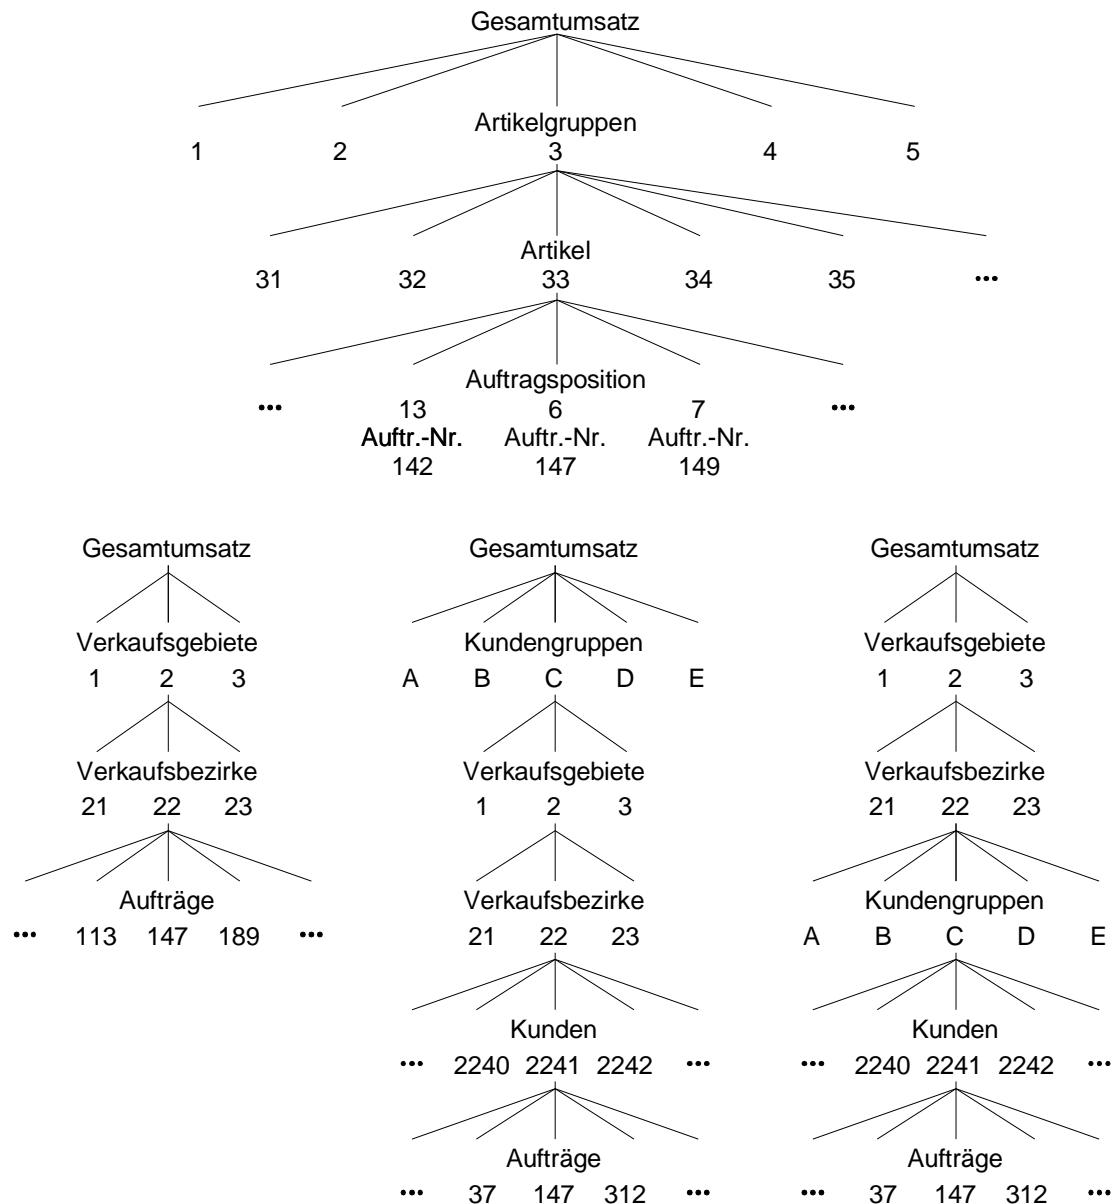 Gesamtumsatz
Artikelgruppen
1 2 3 4 5
Artikel
31 32 33 34 35 ...
Auftragsposition
... 13 6 7 ...
Auftr.-Nr. Auftr.-Nr. Auftr.-Nr.
142 147 149
Gesamtumsatz
Verkaufsgebiete
1 2 3
Verkaufsbezirke
21 22 23
Aufträge
... 113 147 189 ...
Gesamtumsatz
Kundengruppen
A B C D E
Verkaufsgebiete
1 2 3
Verkaufsbezirke
21 22 23
Kunden
... 2240 2241 2242 ...
Aufträge
... 37 147 312 ...
Gesamtumsatz
Verkaufsgebiete
1 2 3
Verkaufsbezirke
21 22 23
Kundengruppen
A B C D E
Kunden
... 2240 2241 2242 ...
Aufträge
... 37 147 312 ...